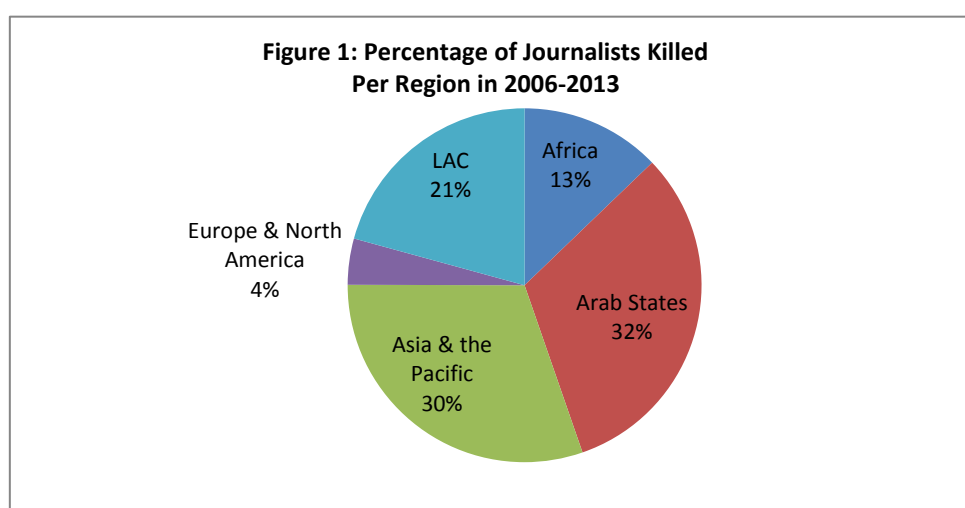 Figure 1: Percentage of Journalists Killed
Per Region in 2006-2013
LAC
21%
Africa
13%
Europe & North
America
4%
Arab States
32%
Asia & the
Pacific
30%